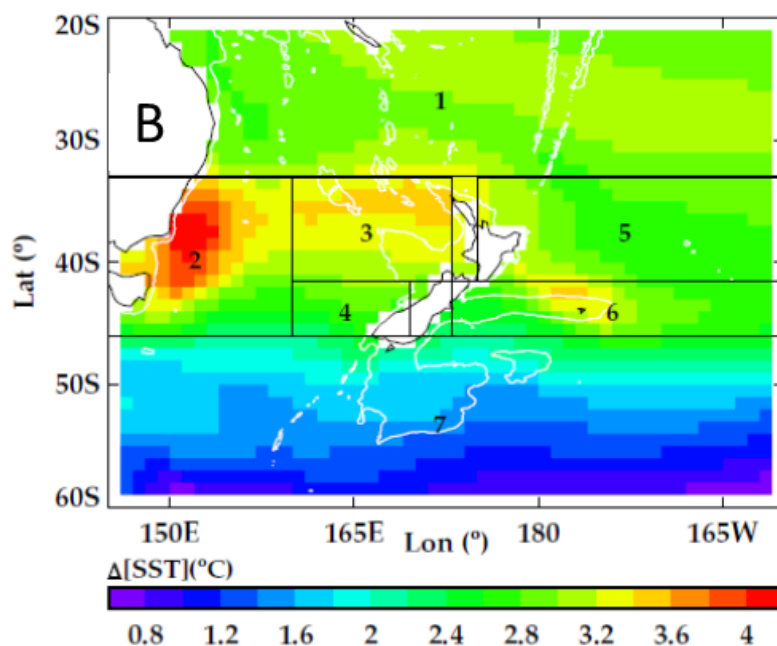 20S
B
1
30S
3
5
2
40S
Lat (º)
4
6
50S
7
60S
150E
165E
Lon (º)
180
165W
Δ[SST](ºC)
0.8 1.2 1.6 2 2.4 2.8 3.2 3.6 4